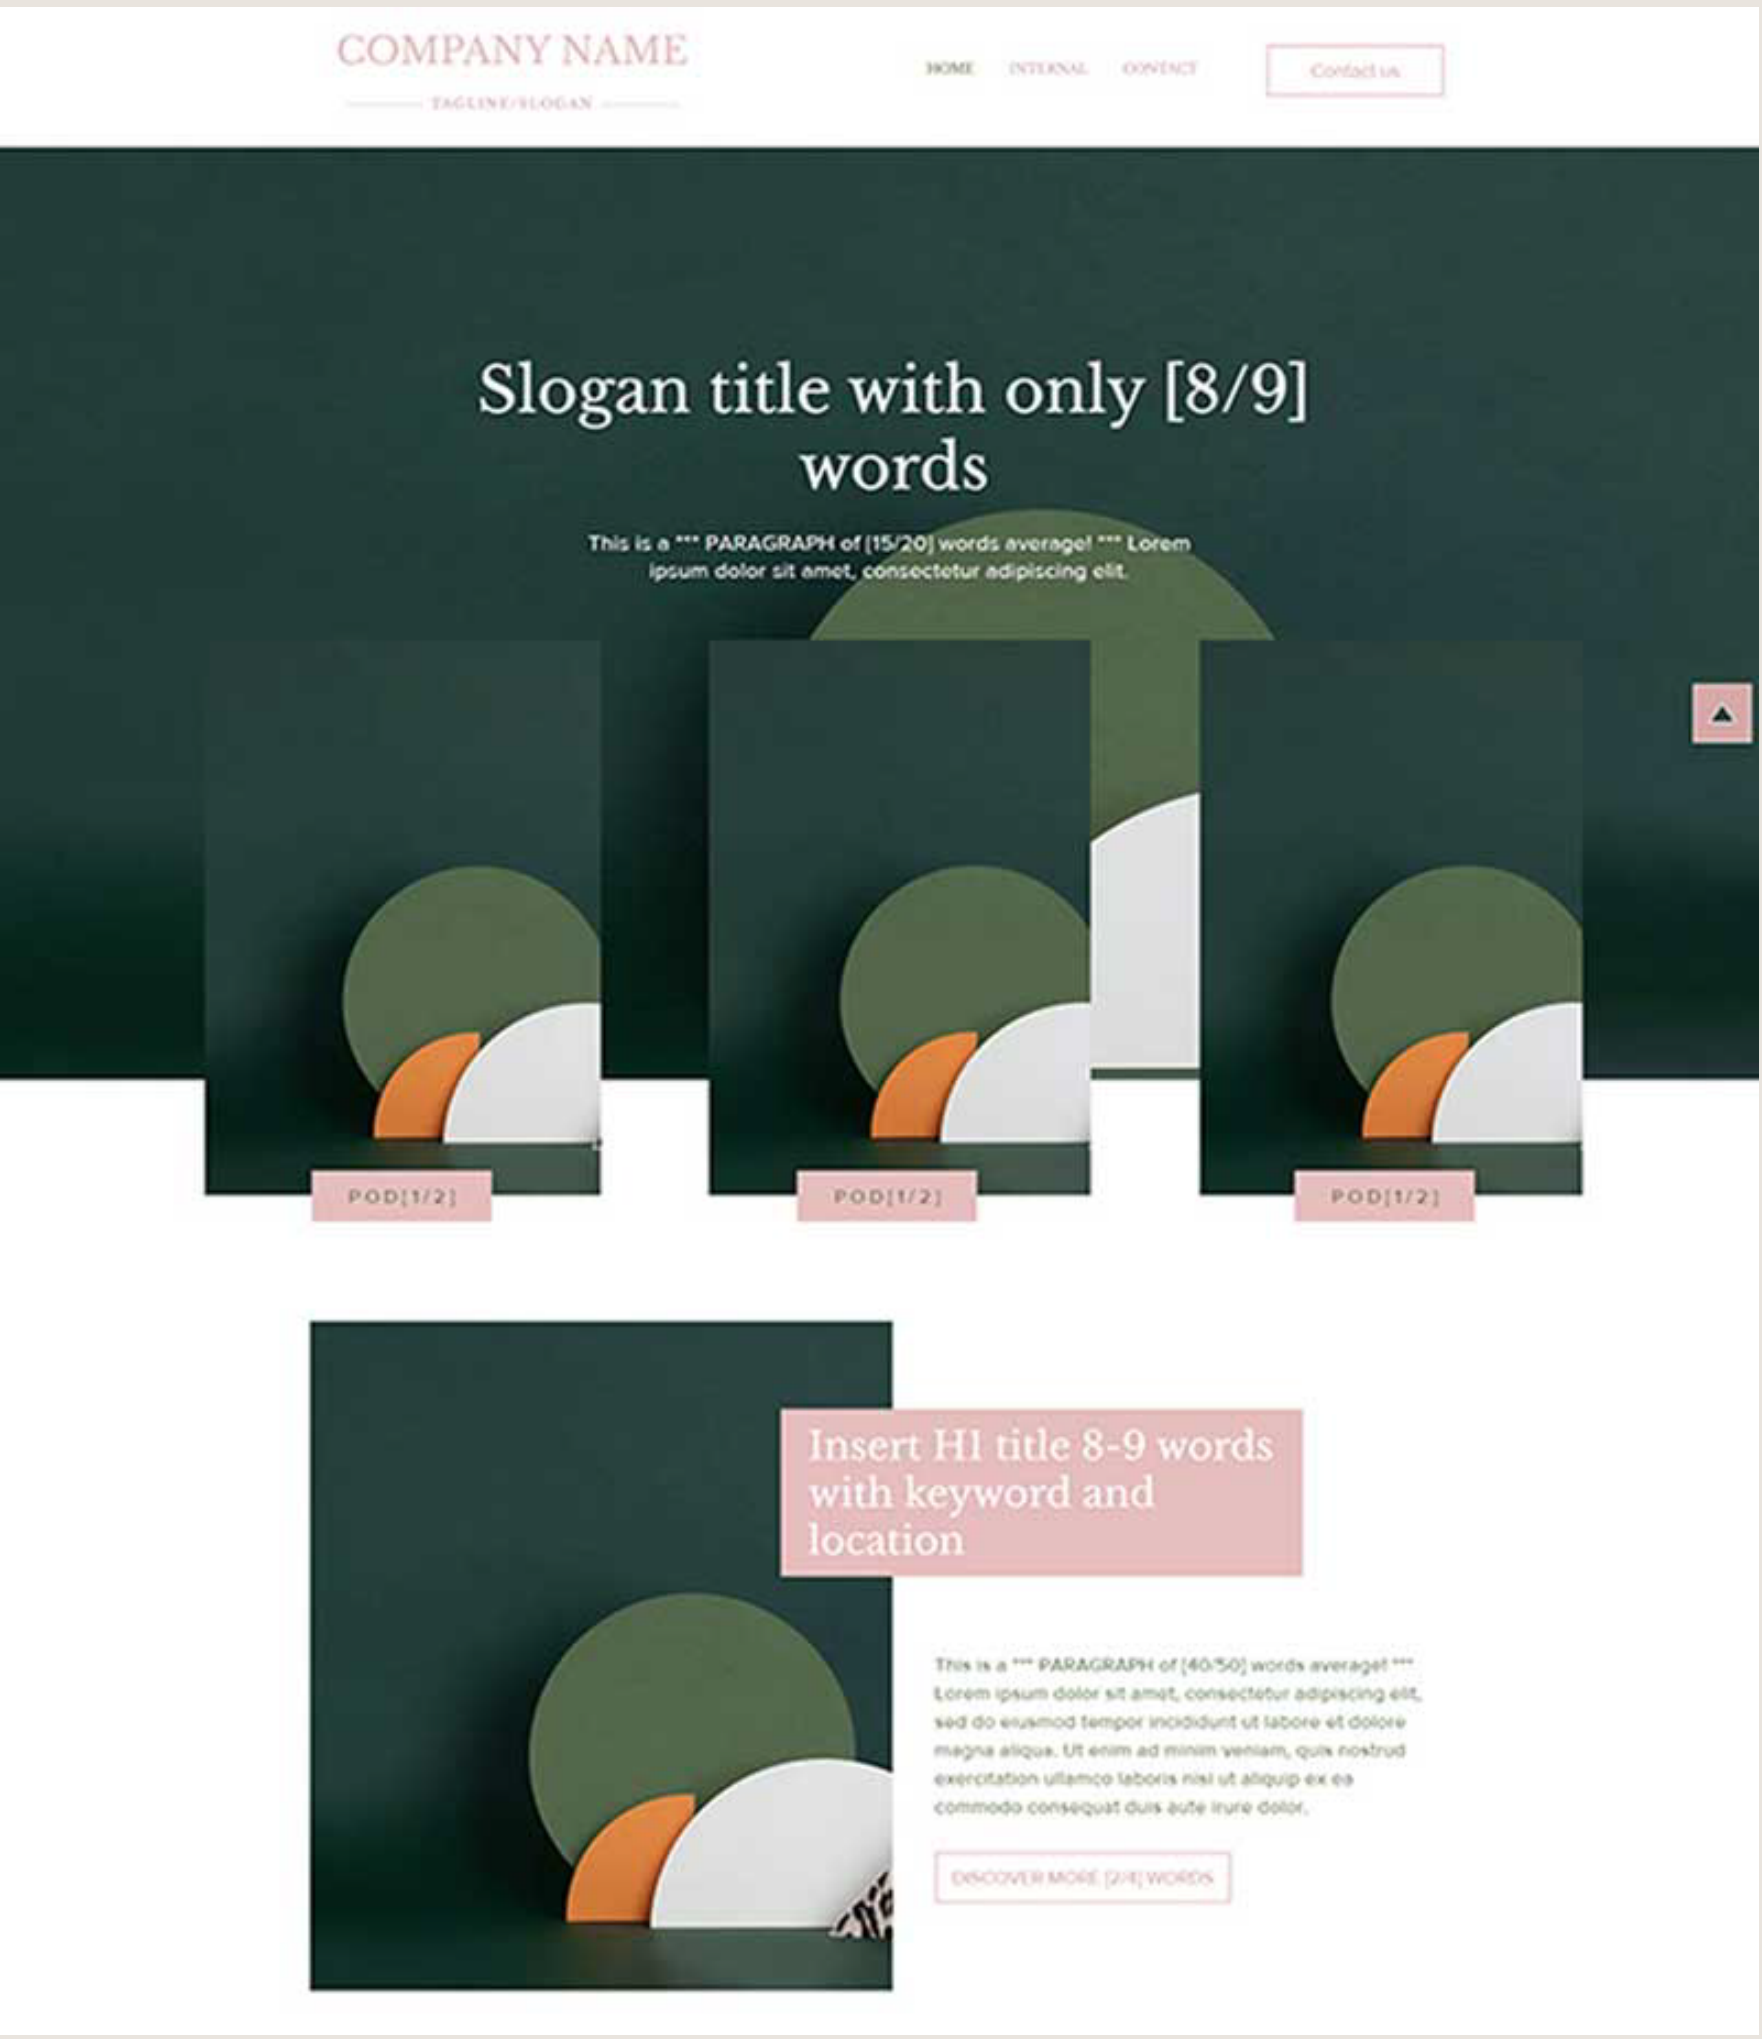 COMPANY NAME
TAGLINE/SLOGAN
HOME INTERNAL CONTACT
Contact us
Slogan title with only [8/9]
words
This is a *** PARAGRAPH of [15/20] words average! *** Lorem
ipsum dolor sit amet, consectetur adipiscing elit.
POD[1/2]
POD[1/2]
POD[1/2]
Insert H1 title 8-9 words
with keyword and
location
This is a *** PARAGRAPH of [40/50] words average! ***
Lorem ipsum dolor sit amet, consectetur adipiscing elit,
sed do eiusmod tempor incididunt ut labore et dolore
magna aliqua. Ut enim ad minim veniam, quis nostrud
exercitation ullamco laboris nisi ut aliquip ex ea
commodo consequat duis aute irure dolor.
DISCOVER MORE [2/4] WORDS